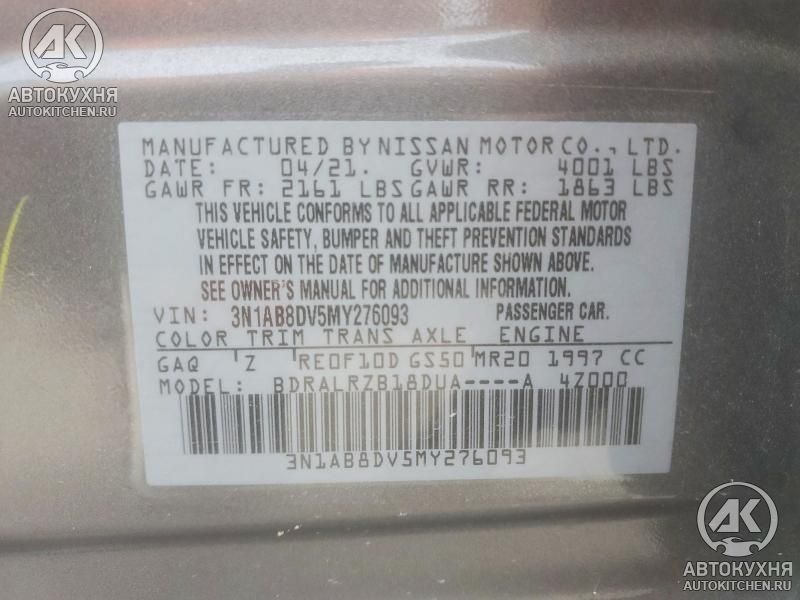 AK
АВТОКУХНЯ
AUTOKITCHEN.RU
MANUFACTURED BY NISSAN MOTOR CO., LTD.
DATE: 04/21. GVWR: 4001 LBS
GAWR FR: 2161 LBS GAWR RR: 1863 LBS
THIS VEHICLE CONFORMS TO ALL APPLICABLE FEDERAL MOTOR
VEHICLE SAFETY, BUMPER AND THEFT PREVENTION STANDARDS
IN EFFECT ON THE DATE OF MANUFACTURE SHOWN ABOVE.
SEE OWNER'S MANUAL FOR ADDITIONAL INFORMATION.
VIN: 3N1AB8DV5MY276093 PASSENGER CAR.
COLOR TRIM TRANS AXLE ENGINE
GAQ Z RE0F10D GS50 MR20 1997 CC
MODEL: BDRALRZB18DUA----A 4Z000
3N1AB8DV5MY276093
AK
АВТОКУХНЯ
AUTOKITCHEN.RU